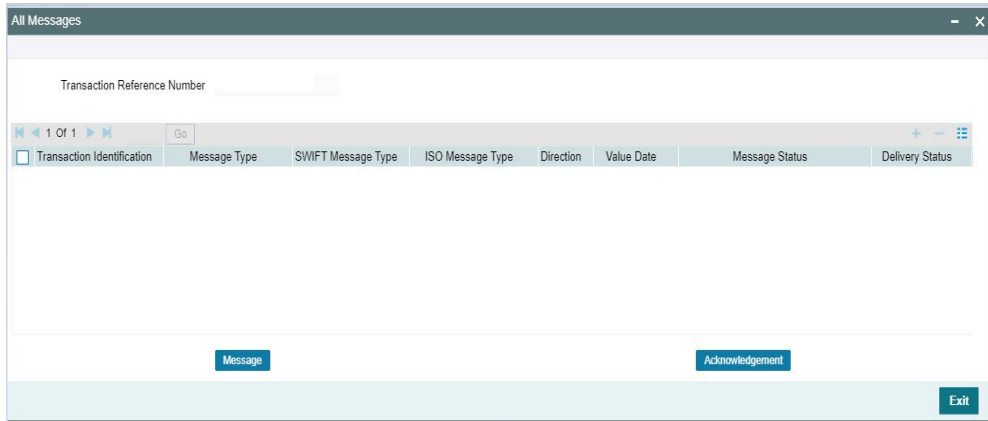 All Messages
Transaction Reference Number
1 Of 1 Go
Transaction Identification Message Type SWIFT Message Type ISO Message Type Direction Value Date Message Status Delivery Status
Message Acknowledgement
Exit